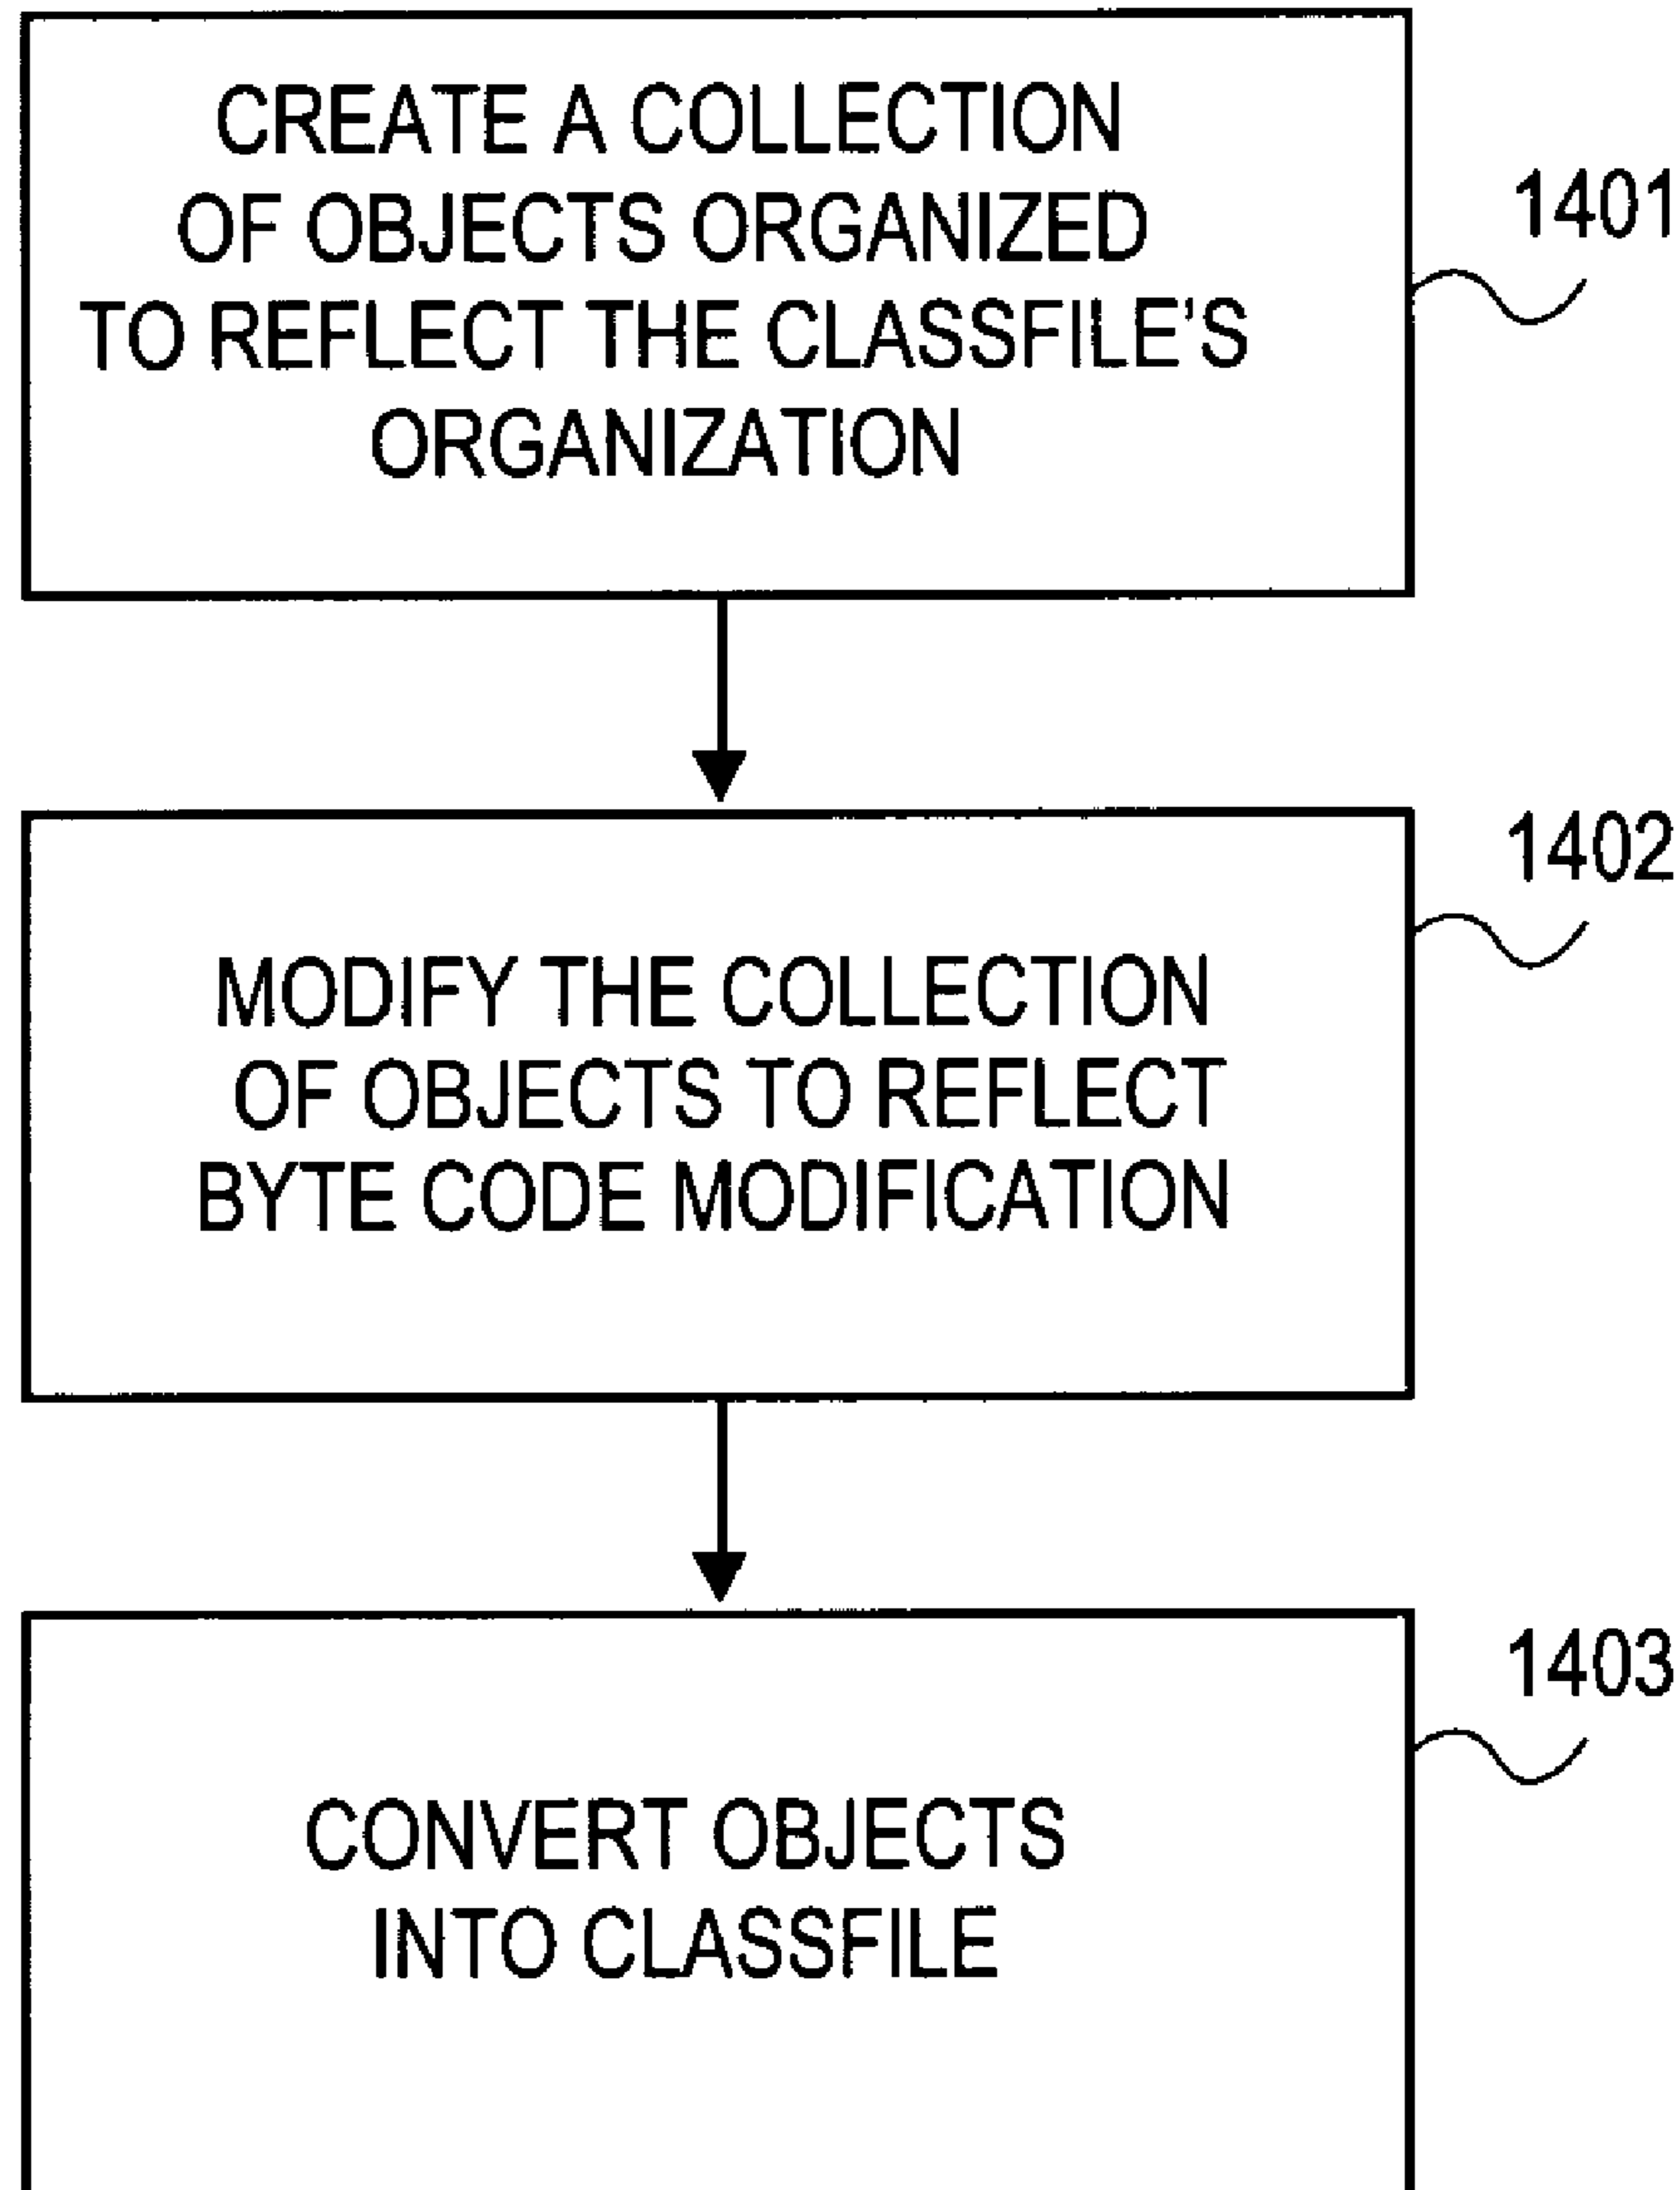 CREATE A COLLECTION
OF OBJECTS ORGANIZED
TO REFLECT THE CLASSFILE'S
ORGANIZATION
1401
MODIFY THE COLLECTION
OF OBJECTS TO REFLECT
BYTE CODE MODIFICATION
1402
CONVERT OBJECTS
INTO CLASSFILE
1403